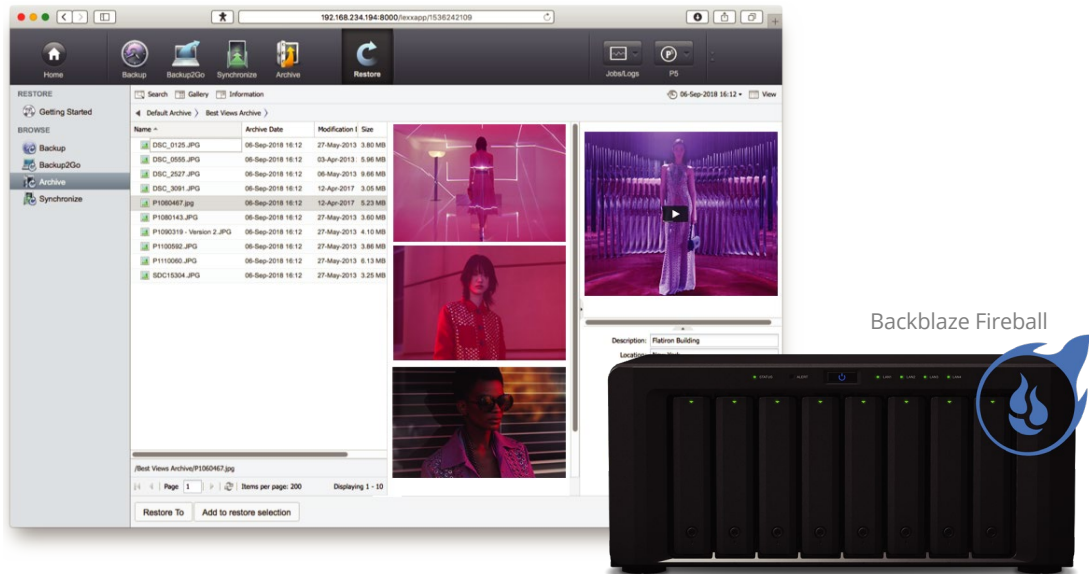 192.168.234.194:8000/lexxapp/1536242109
Home
Backup
Backup2Go
Synchronize
Archive
Restore
Jobs/Logs
P5
RESTORE
Getting Started
BROWSE
Backup
Backup2Go
Archive
Synchronize
Search Gallery Information
06-Sep-2018 16:12 View
Default Archive Best Views Archive
Name Archive Date Modification Size
DSC_0125.JPG 06-Sep-2018 16:12 27-May-2013 3.80 MB
DSC_0555.JPG 06-Sep-2018 16:12 03-Apr-2013 5.96 MB
DSC_2527.JPG 06-Sep-2018 16:12 06-May-2013 9.66 MB
DSC_3091.JPG 06-Sep-2018 16:12 12-Apr-2017 3.05 MB
P1060467.jpg 06-Sep-2018 16:12 12-Apr-2017 5.23 MB
P1080143.JPG 06-Sep-2018 16:12 27-May-2013 3.60 MB
P1090319 - Version 2.JPG 06-Sep-2018 16:12 27-May-2013 4.10 MB
P1100592.JPG 06-Sep-2018 16:12 27-May-2013 3.86 MB
P1110060.JPG 06-Sep-2018 16:12 27-May-2013 6.13 MB
SDC15304.JPG 06-Sep-2018 16:12 27-May-2013 3.25 MB
/Best Views Archive/P1060467.jpg
Page 1 Items per page: 200 Displaying 1 - 10
Restore To Add to restore selection
Description: Flatiron Building
Location:
Backblaze Fireball
STATUS ALERT LAN1 LAN2 LAN3 LAN4